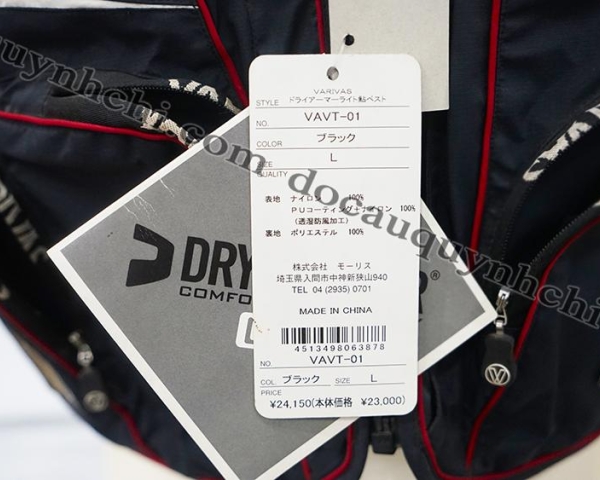 VARIVAS
STYLE ドライアーマーライト鮎ベスト
NO. VAVT-01
COLOR ブラック
SIZE L
QUALITY
表地 ナイロン 100%
PUコーティング+ナイロン 100%
(透湿防風加工)
裏地 ポリエステル 100%
株式会社 モーリス
埼玉県入間市中神新狭山940
TEL 04 (2935) 0701
MADE IN CHINA
4513498063878
NO. VAVT-01
COL. ブラック SIZE L
PRICE
¥24,150(本体価格 ¥23,000)
DRY
COMFO
R®
docauquynhchi.com
docauquynhchi.com
VARIVAS